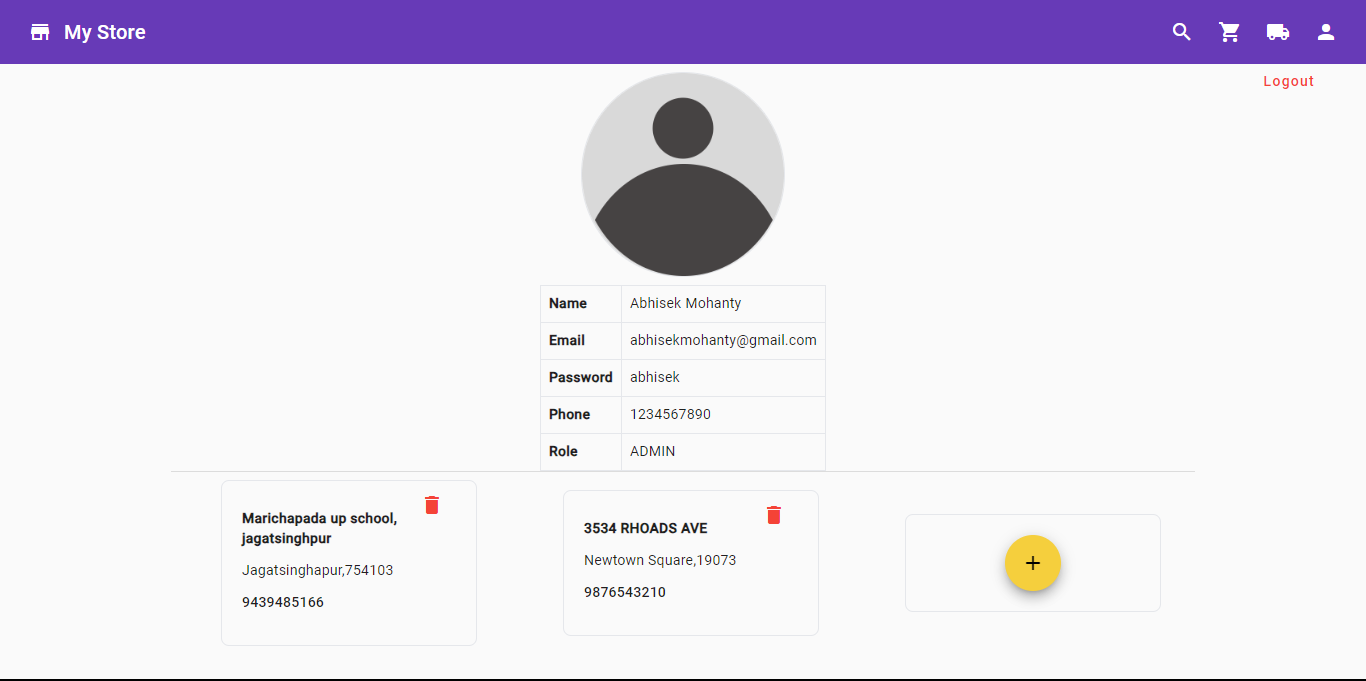 My Store
Logout
Name Abhisek Mohanty
Email abhisekmohanty@gmail.com
Password abhisek
Phone 1234567890
Role ADMIN
Marichapada up school,
jagatsinghpur
Jagatsinghapur,754103
9439485166
3534 RHOADS AVE
Newtown Square,19073
9876543210
+